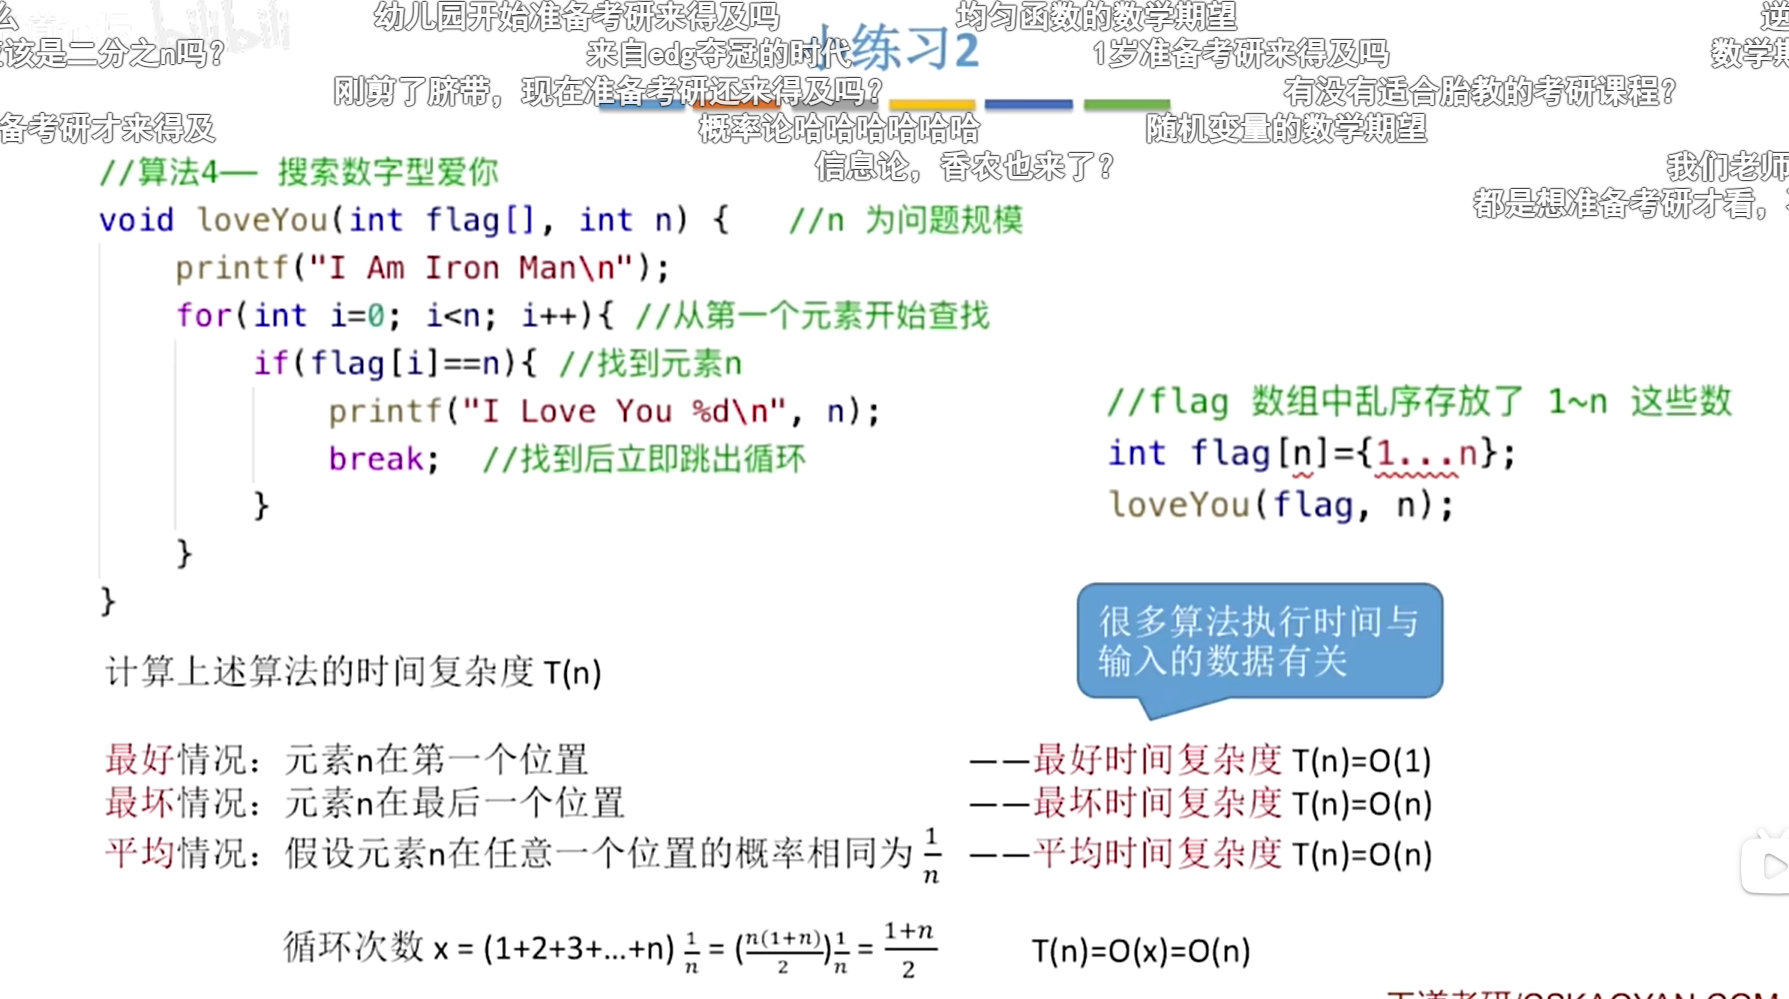 么
幼儿园开始准备考研来得及吗
均匀函数的数学期望
逆
该是二分之n吗?
来自edg夺冠的时代
小练习2
1岁准备考研来得及吗
数学期
刚剪了脐带，现在准备考研还来得及吗?
有没有适合胎教的考研课程?
备考研才来得及
概率论哈哈哈哈哈哈
随机变量的数学期望
信息论，香农也来了?
我们老师
都是想准备考研才看，
//算法4—— 搜索数字型爱你
void loveYou(int flag[], int n) {   //n 为问题规模
    printf("I Am Iron Man\n");
    for(int i=0; i<n; i++){ //从第一个元素开始查找
        if(flag[i]==n){ //找到元素n
            printf("I Love You %d\n", n);
            break;  //找到后立即跳出循环
        }
    }
}
//flag 数组中乱序存放了 1~n 这些数
int flag[n]={1...n};
loveYou(flag, n);
很多算法执行时间与
输入的数据有关
计算上述算法的时间复杂度 T(n)
最好情况：元素n在第一个位置 ——最好时间复杂度 T(n)=O(1)
最坏情况：元素n在最后一个位置 ——最坏时间复杂度 T(n)=O(n)
平均情况：假设元素n在任意一个位置的概率相同为 1/n ——平均时间复杂度 T(n)=O(n)
循环次数 x = (1+2+3+...+n) 1/n = (n(1+n)/2) 1/n = (1+n)/2 T(n)=O(x)=O(n)